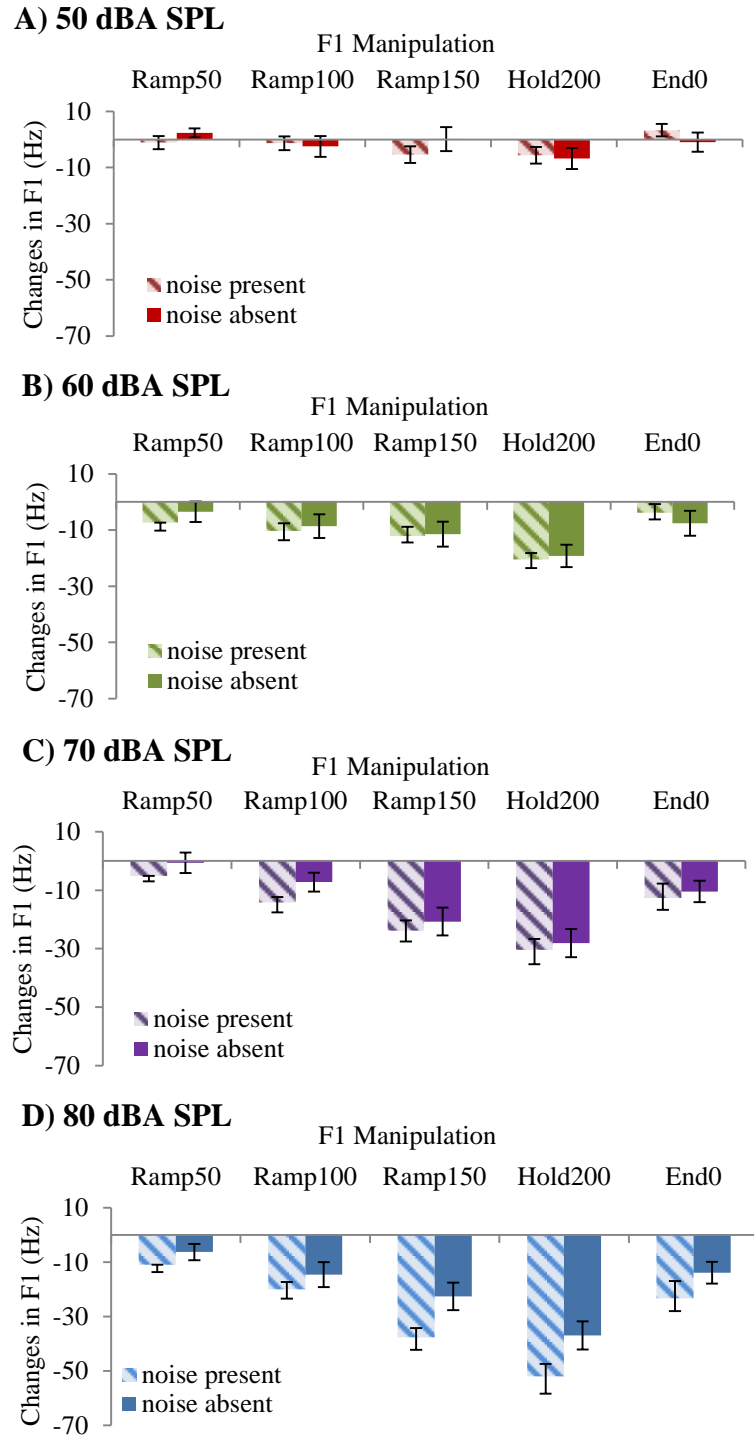 A) 50 dBA SPL
F1 Manipulation
Ramp50 Ramp100 Ramp150 Hold200 End0
Changes in F1 (Hz)
10
-10
-30
-50
-70
noise present
noise absent
B) 60 dBA SPL
F1 Manipulation
Ramp50 Ramp100 Ramp150 Hold200 End0
Changes in F1 (Hz)
10
-10
-30
-50
-70
noise present
noise absent
C) 70 dBA SPL
F1 Manipulation
Ramp50 Ramp100 Ramp150 Hold200 End0
Changes in F1 (Hz)
10
-10
-30
-50
-70
noise present
noise absent
D) 80 dBA SPL
F1 Manipulation
Ramp50 Ramp100 Ramp150 Hold200 End0
Changes in F1 (Hz)
10
-10
-30
-50
-70
noise present
noise absent